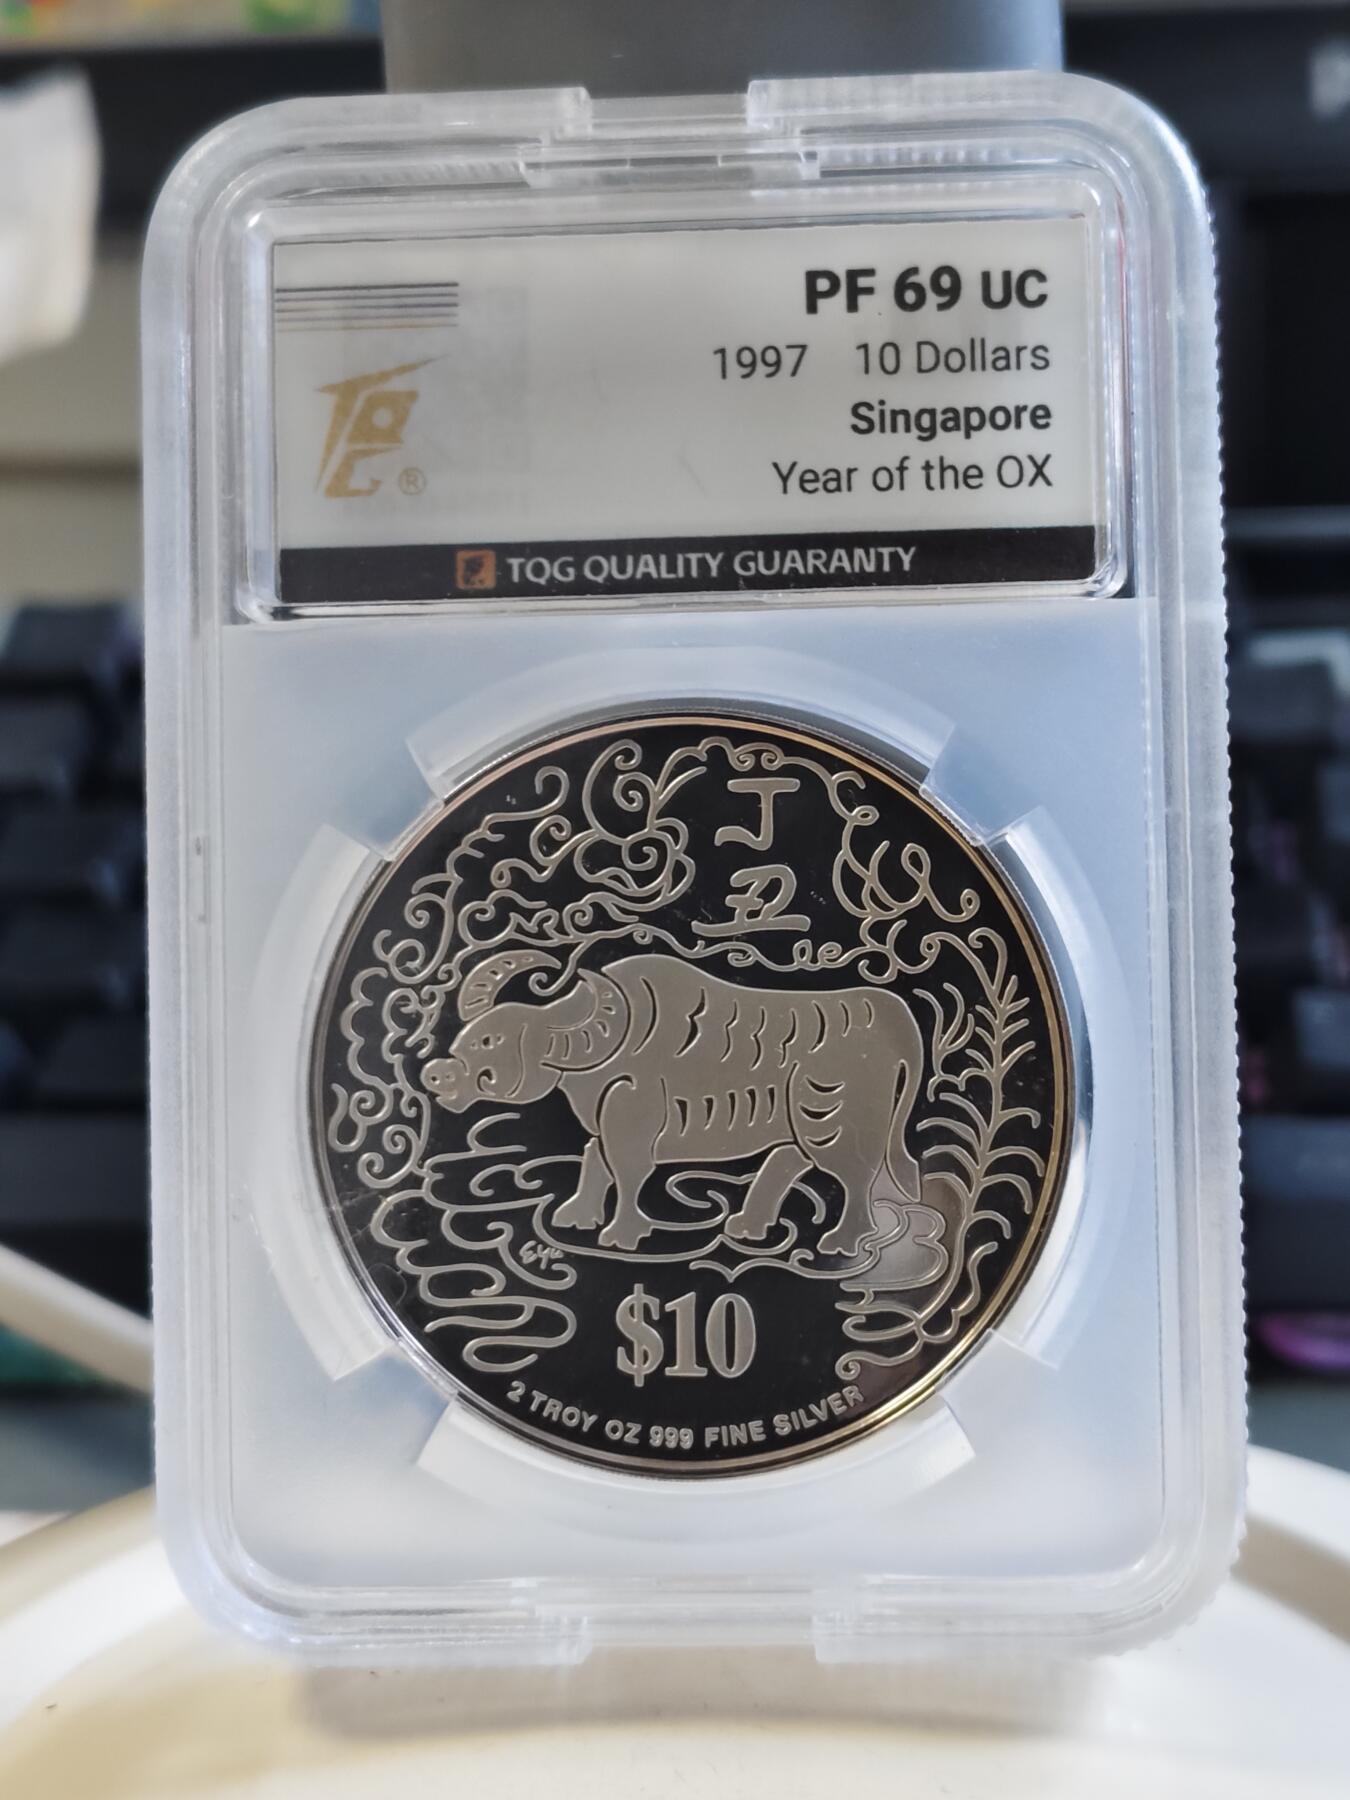 PF 69 UC
1997 10 Dollars
Singapore
Year of the OX
TQG ®
TQG QUALITY GUARANTY
丁
丑
$10
2 TROY OZ 999 FINE SILVER